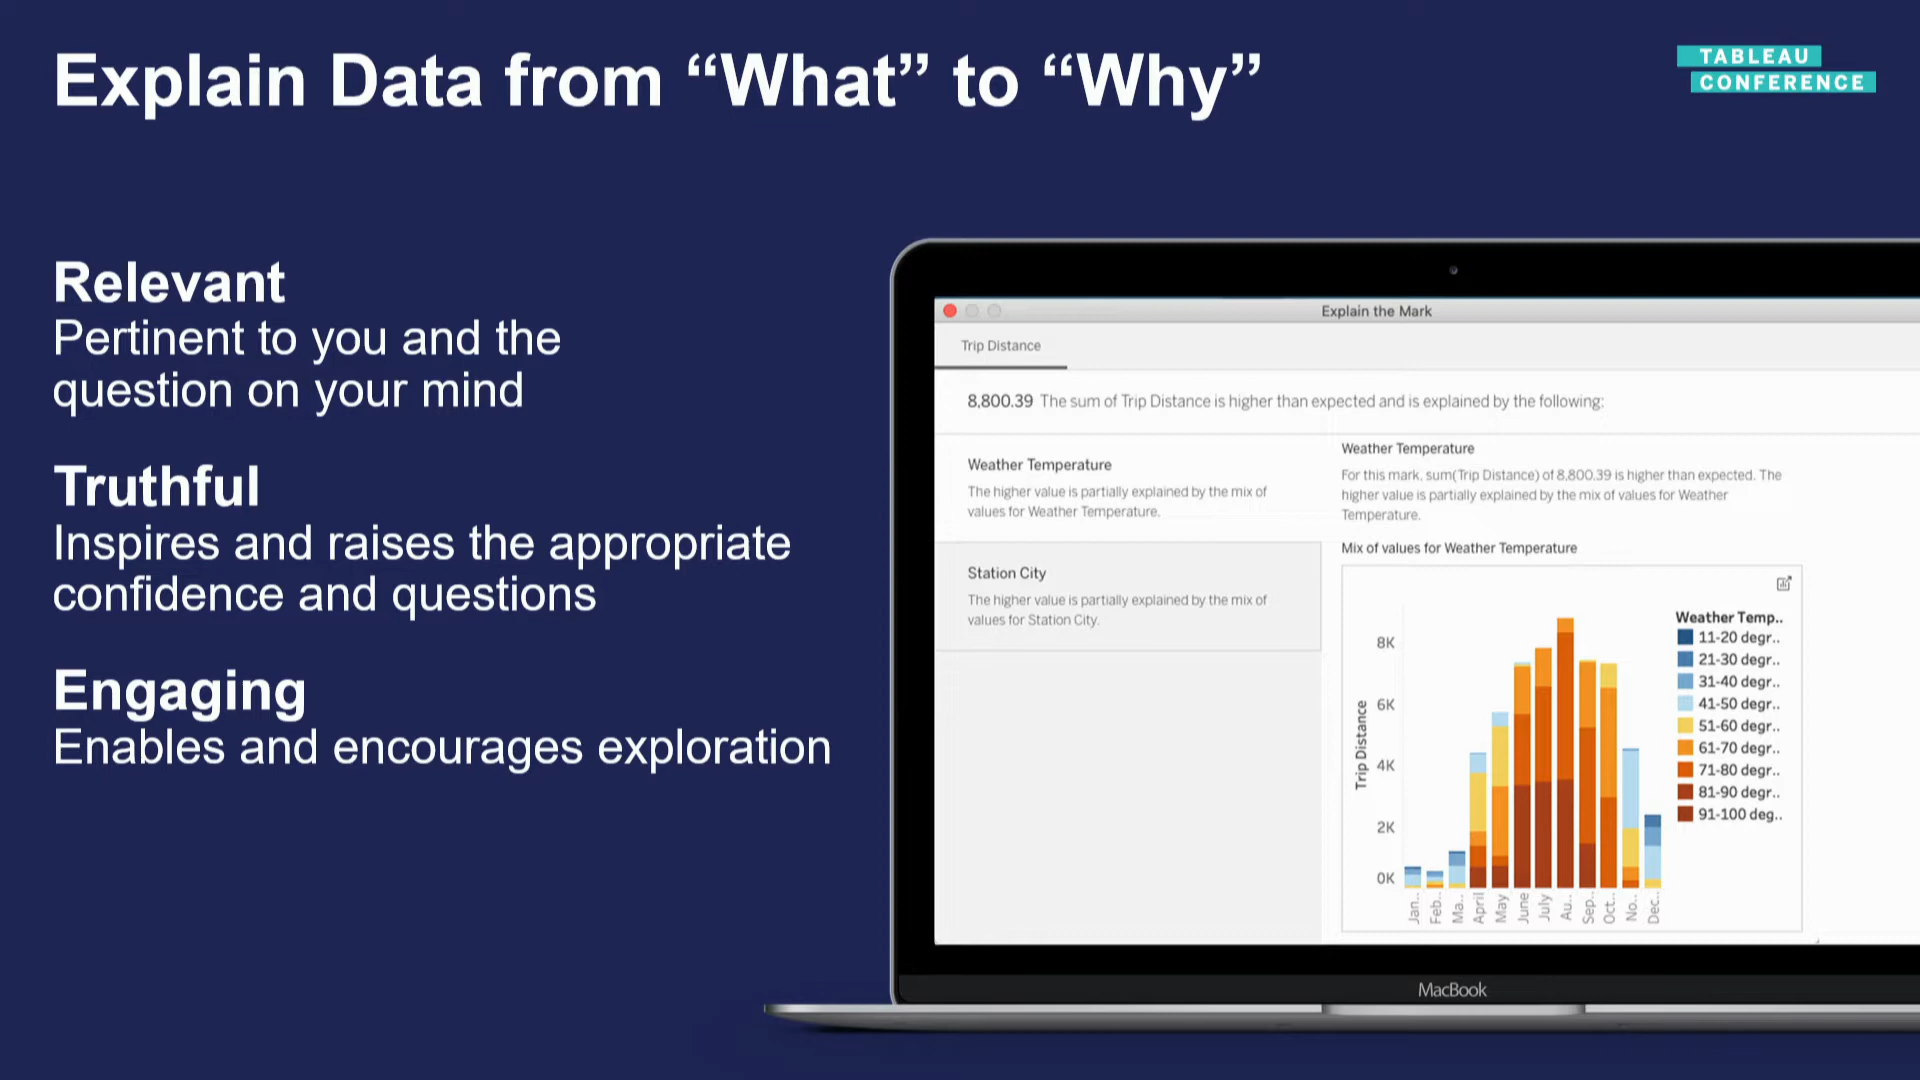 Explain Data from “What” to “Why”
TABLEAU
CONFERENCE
Relevant
Pertinent to you and the
question on your mind
Truthful
Inspires and raises the appropriate
confidence and questions
Engaging
Enables and encourages exploration
Explain the Mark
Trip Distance
8,800.39 The sum of Trip Distance is higher than expected and is explained by the following:
Weather Temperature
The higher value is partially explained by the mix of
values for Weather Temperature.
Station City
The higher value is partially explained by the mix of
values for Station City.
Weather Temperature
For this mark, sum(Trip Distance) of 8,800.39 is higher than expected. The
higher value is partially explained by the mix of values for Weather
Temperature.
Mix of values for Weather Temperature
Trip Distance
8K
6K
4K
2K
0K
Jan..
Feb..
Ma..
April
May
June
July
Au..
Sep..
Oct..
No..
Dec..
Weather Temp..
11-20 degr..
21-30 degr..
31-40 degr..
41-50 degr..
51-60 degr..
61-70 degr..
71-80 degr..
81-90 degr..
91-100 deg..
MacBook